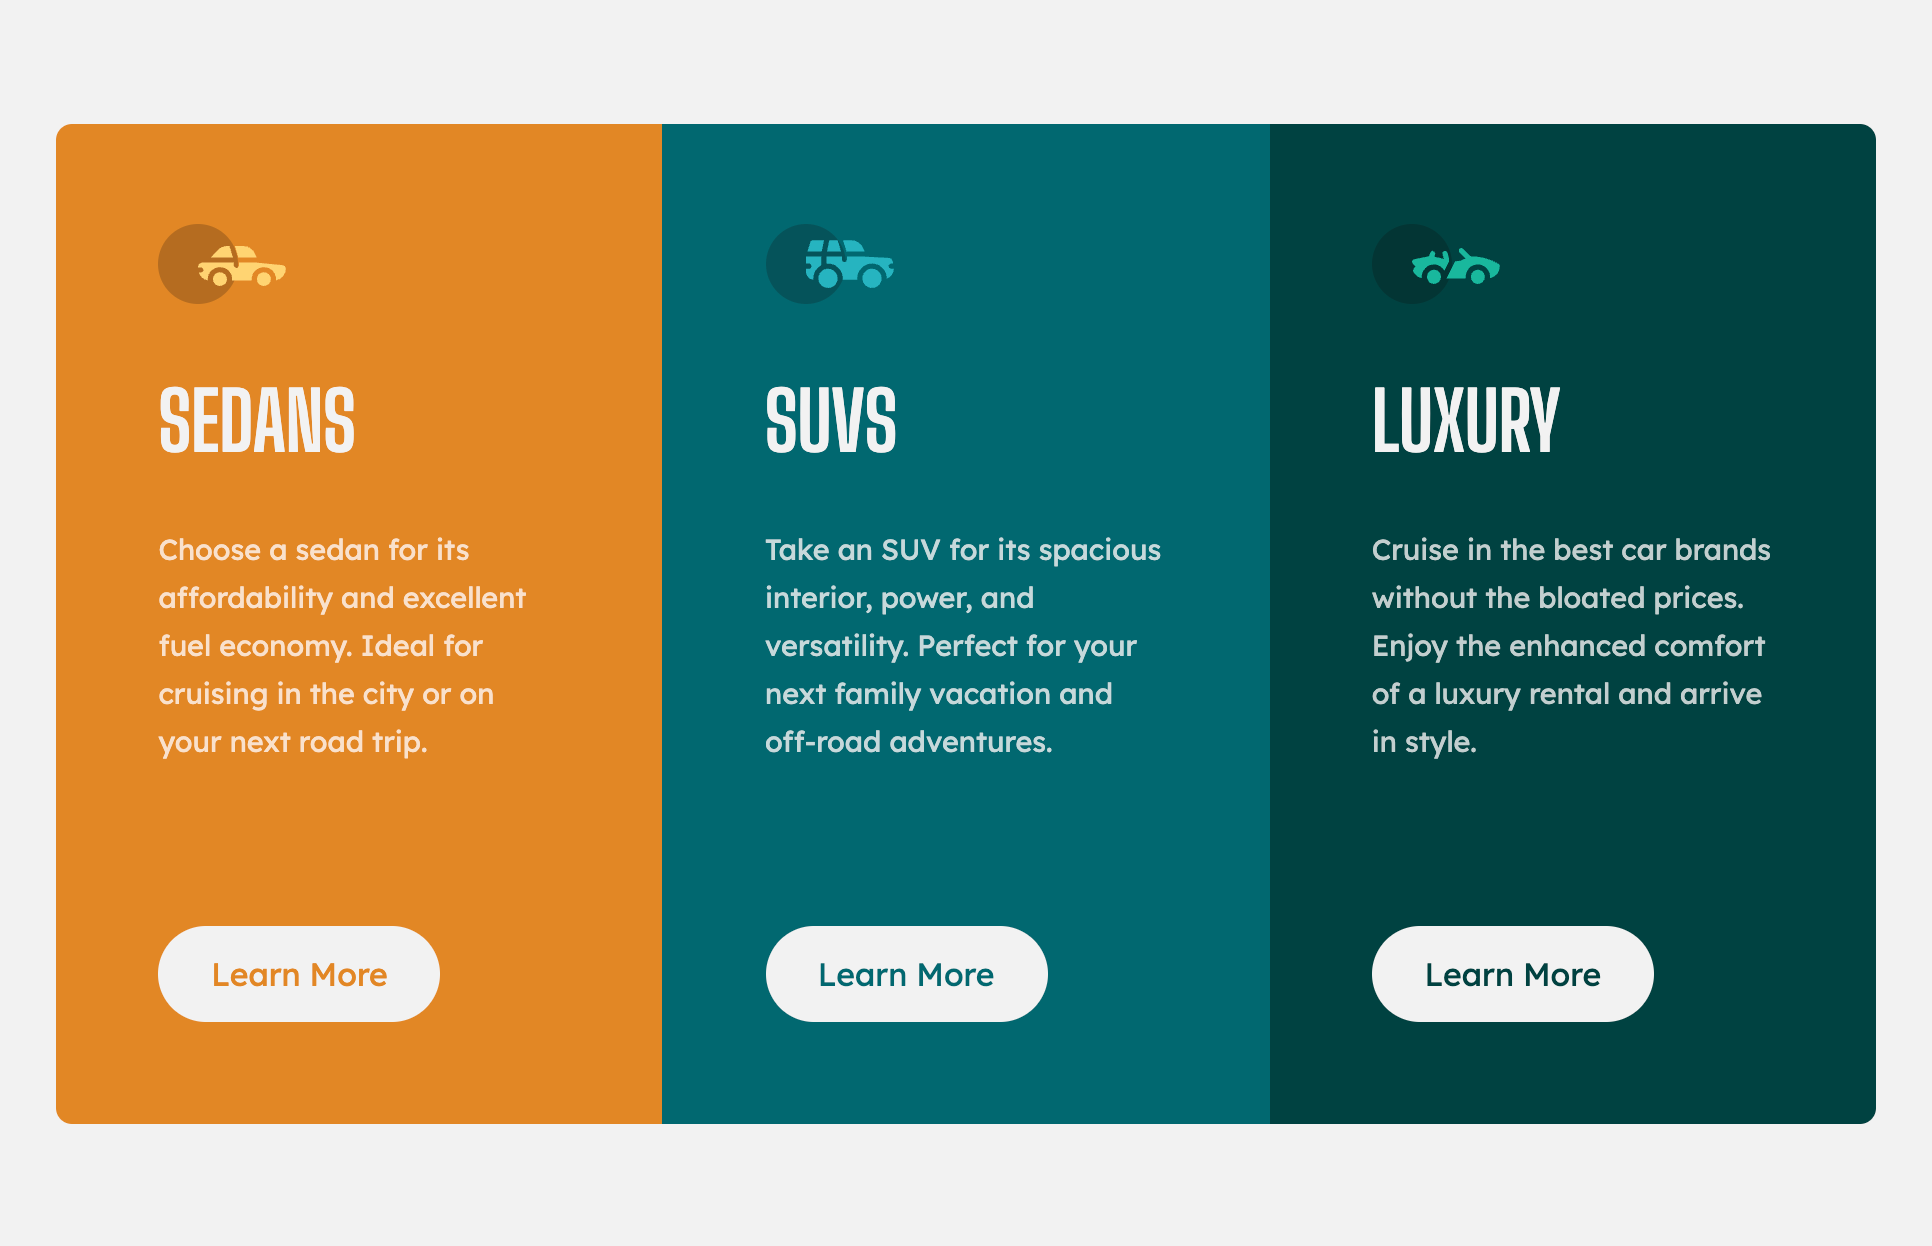 SEDANS
Choose a sedan for its
affordability and excellent
fuel economy. Ideal for
cruising in the city or on
your next road trip.
Learn More
SUVS
Take an SUV for its spacious
interior, power, and
versatility. Perfect for your
next family vacation and
off-road adventures.
Learn More
LUXURY
Cruise in the best car brands
without the bloated prices.
Enjoy the enhanced comfort
of a luxury rental and arrive
in style.
Learn More